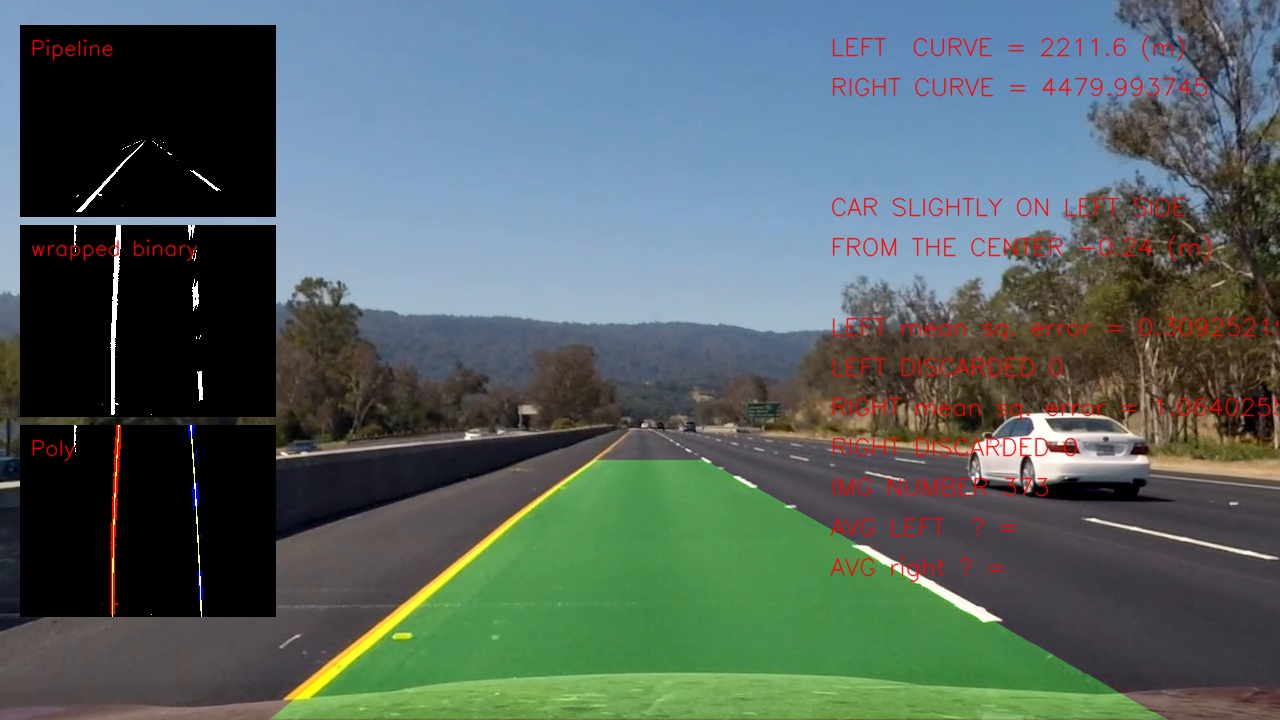 Pipeline
wrapped binary
Poly
LEFT CURVE = 2211.6 (m)
RIGHT CURVE = 4479.993745
CAR SLIGHTLY ON LEFT SIDE
FROM THE CENTER -0.24 (m)
LEFT mean sq. error = 0.3092521
LEFT DISCARDED 0
RIGHT mean sq. error = 1.064025
RIGHT DISCARDED 0
IMG NUMBER 373
AVG LEFT ? =
AVG right ? =